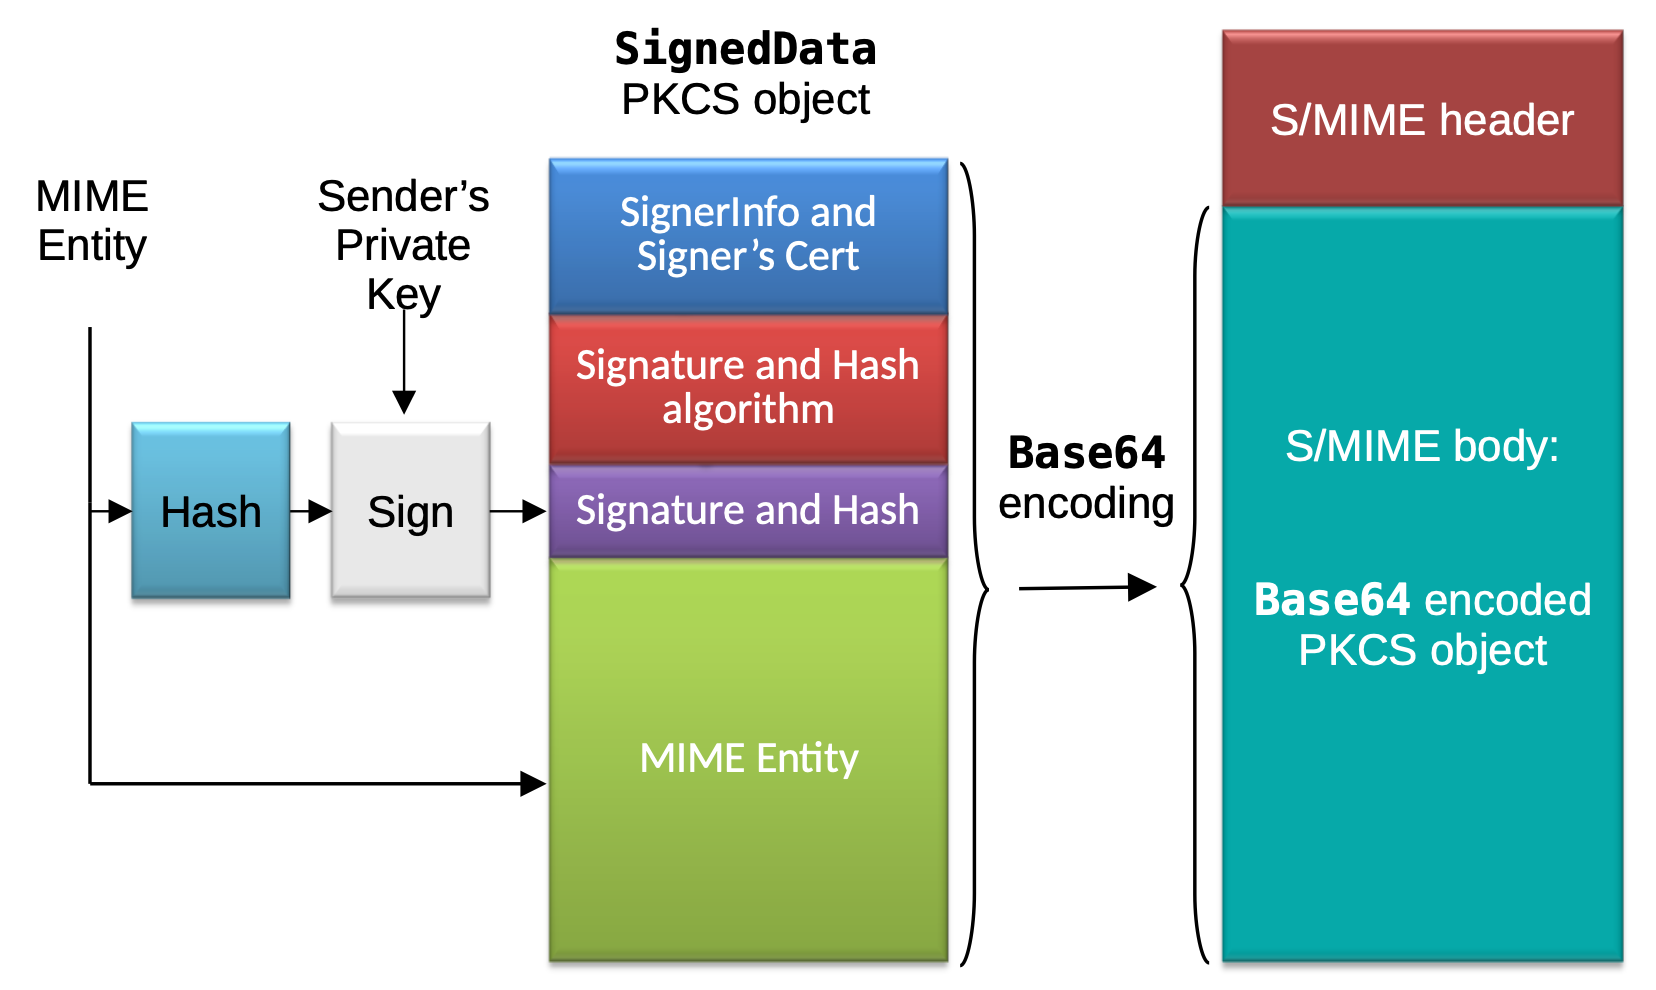 SignedData
PKCS object
MIME
Entity
Sender’s
Private
Key
Hash
Sign
SignerInfo and
Signer’s Cert
Signature and Hash
algorithm
Signature and Hash
MIME Entity
Base64
encoding
S/MIME header
S/MIME body:
Base64 encoded
PKCS object